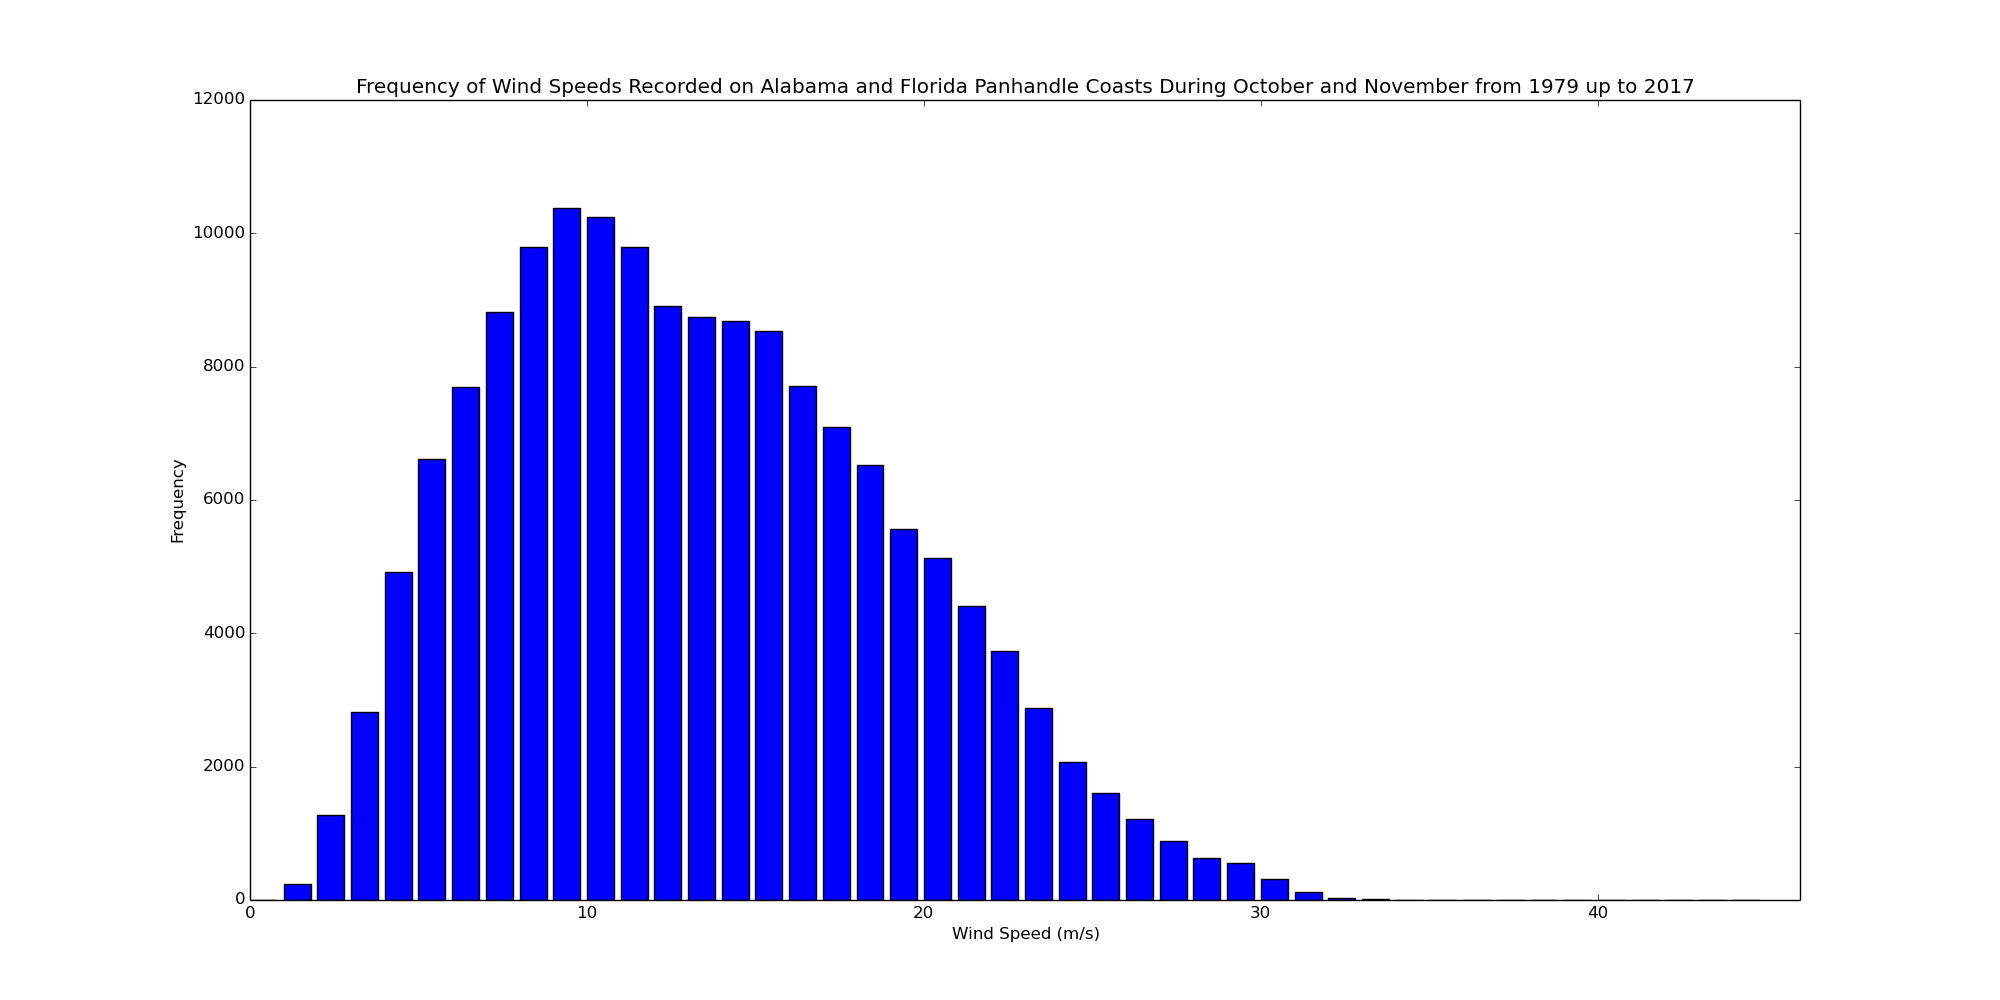 Frequency of Wind Speeds Recorded on Alabama and Florida Panhandle Coasts During October and November from 1979 up to 2017
12000
10000
8000
6000
4000
2000
0
Frequency
0 10 20 30 40
Wind Speed (m/s)